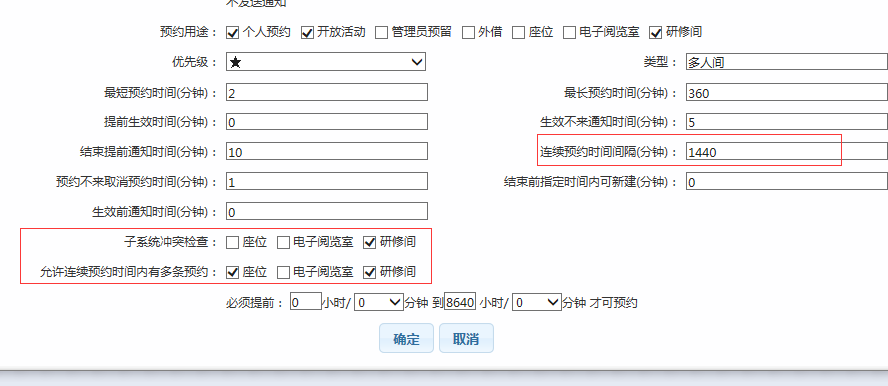 不发送通知
预约用途： 个人预约 开放活动 管理员预留 外借 座位 电子阅览室 研修间
优先级： ★ 类型： 多人间
最短预约时间(分钟)： 2 最长预约时间(分钟)： 360
提前生效时间(分钟)： 0 生效不来通知时间(分钟)： 5
结束提前通知时间(分钟)： 10 连续预约时间间隔(分钟)： 1440
预约不来取消预约时间(分钟)： 1 结束前指定时间内可新建(分钟)： 0
生效前通知时间(分钟)： 0
子系统冲突检查： 座位 电子阅览室 研修间
允许连续预约时间内有多条预约： 座位 电子阅览室 研修间
必须提前： 0 小时/ 0 分钟 到 8640 小时/ 0 分钟 才可预约
确定 取消